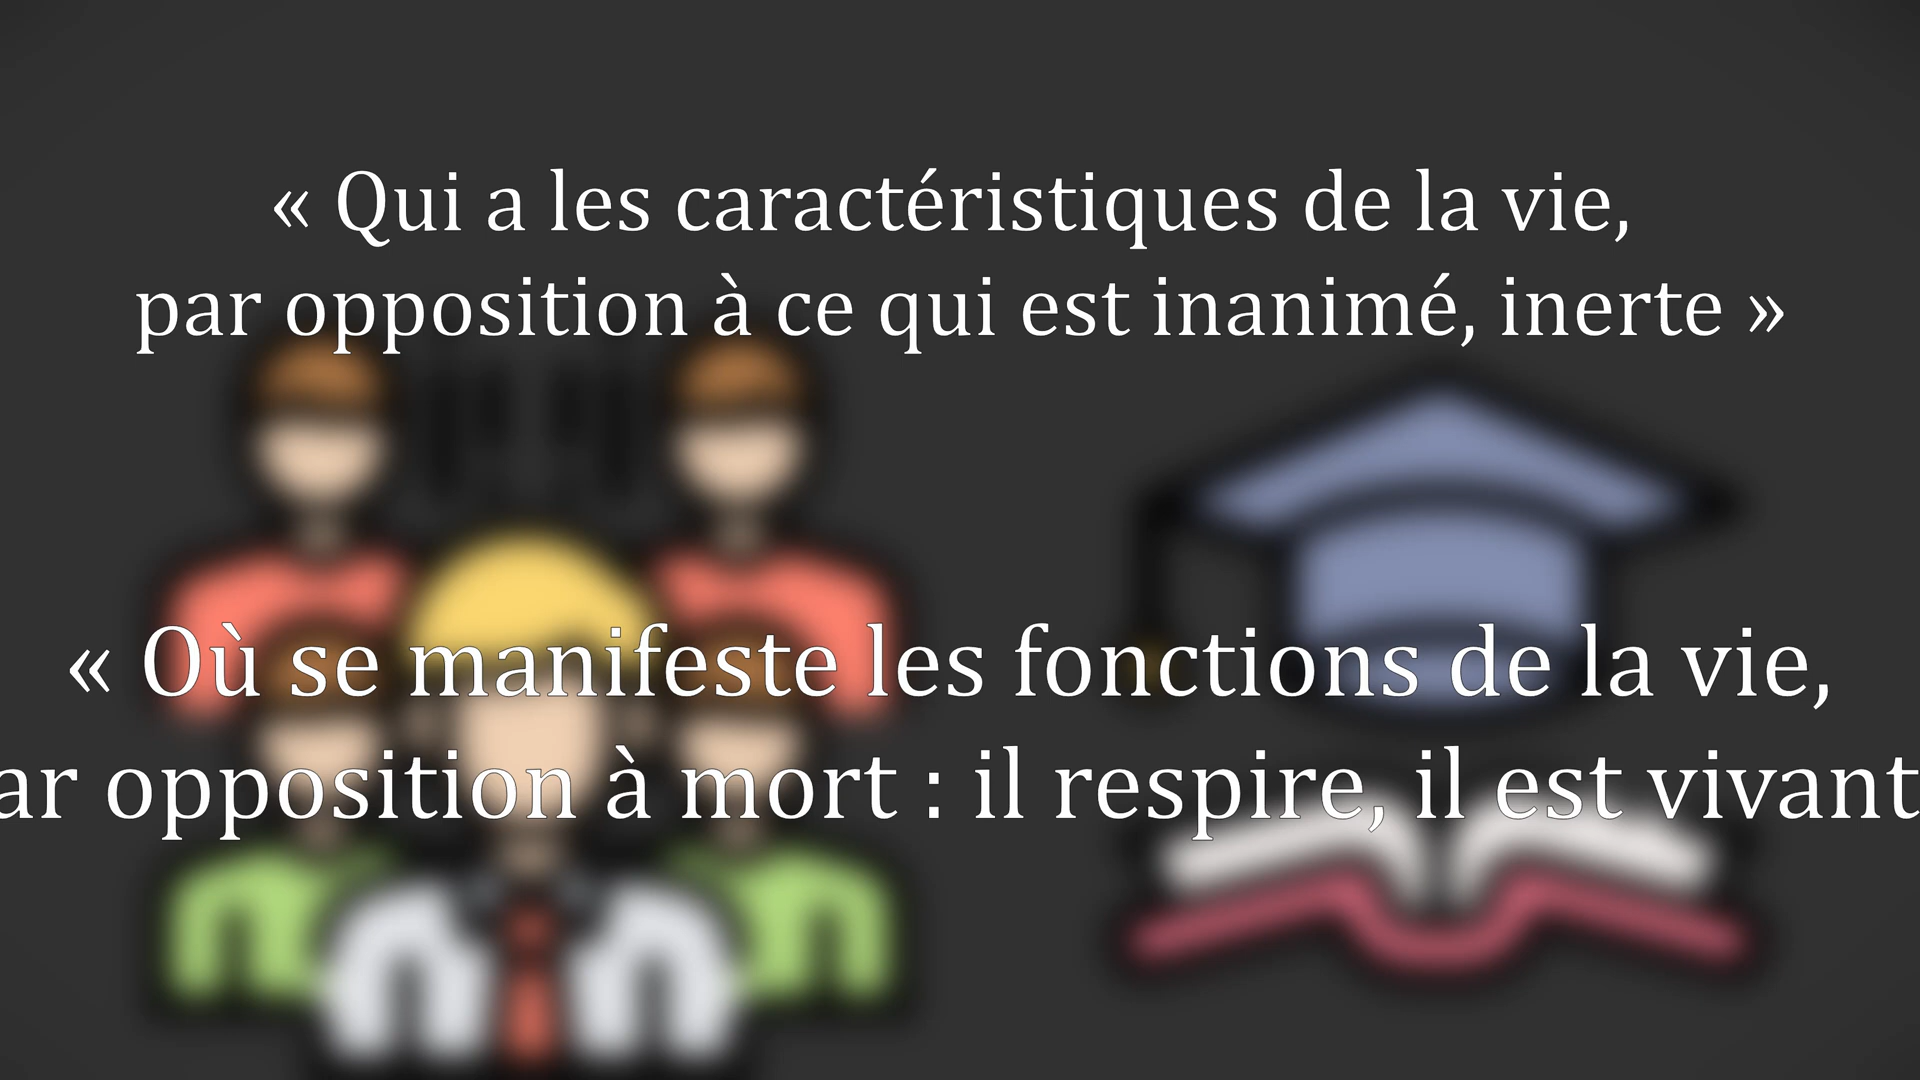 « Qui a les caractéristiques de la vie,
par opposition à ce qui est inanimé, inerte »
« Où se manifeste les fonctions de la vie,
ar opposition à mort : il respire, il est vivant